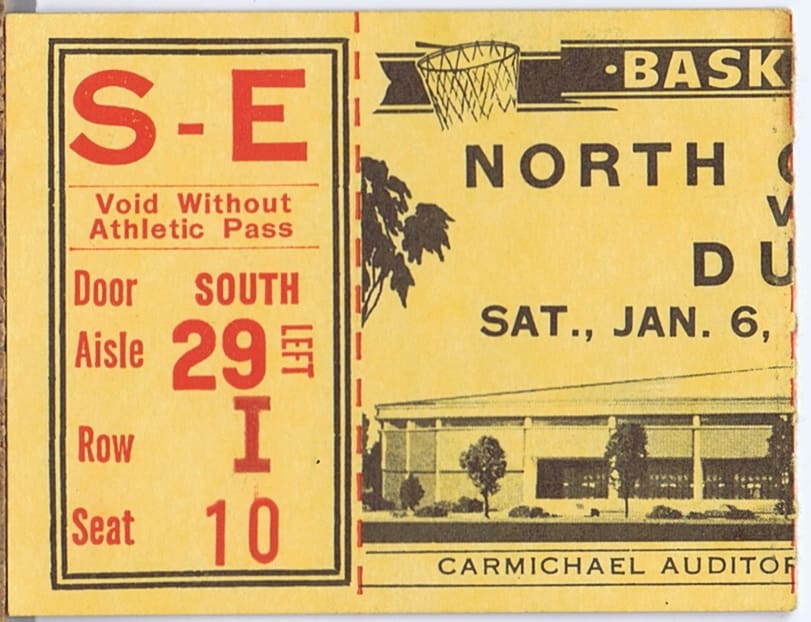 S-E
Void Without
Athletic Pass
Door SOUTH
Aisle 29 LEFT
Row I
Seat 10
·BASK
NORTH
DU
SAT., JAN. 6,
CARMICHAEL AUDITOR